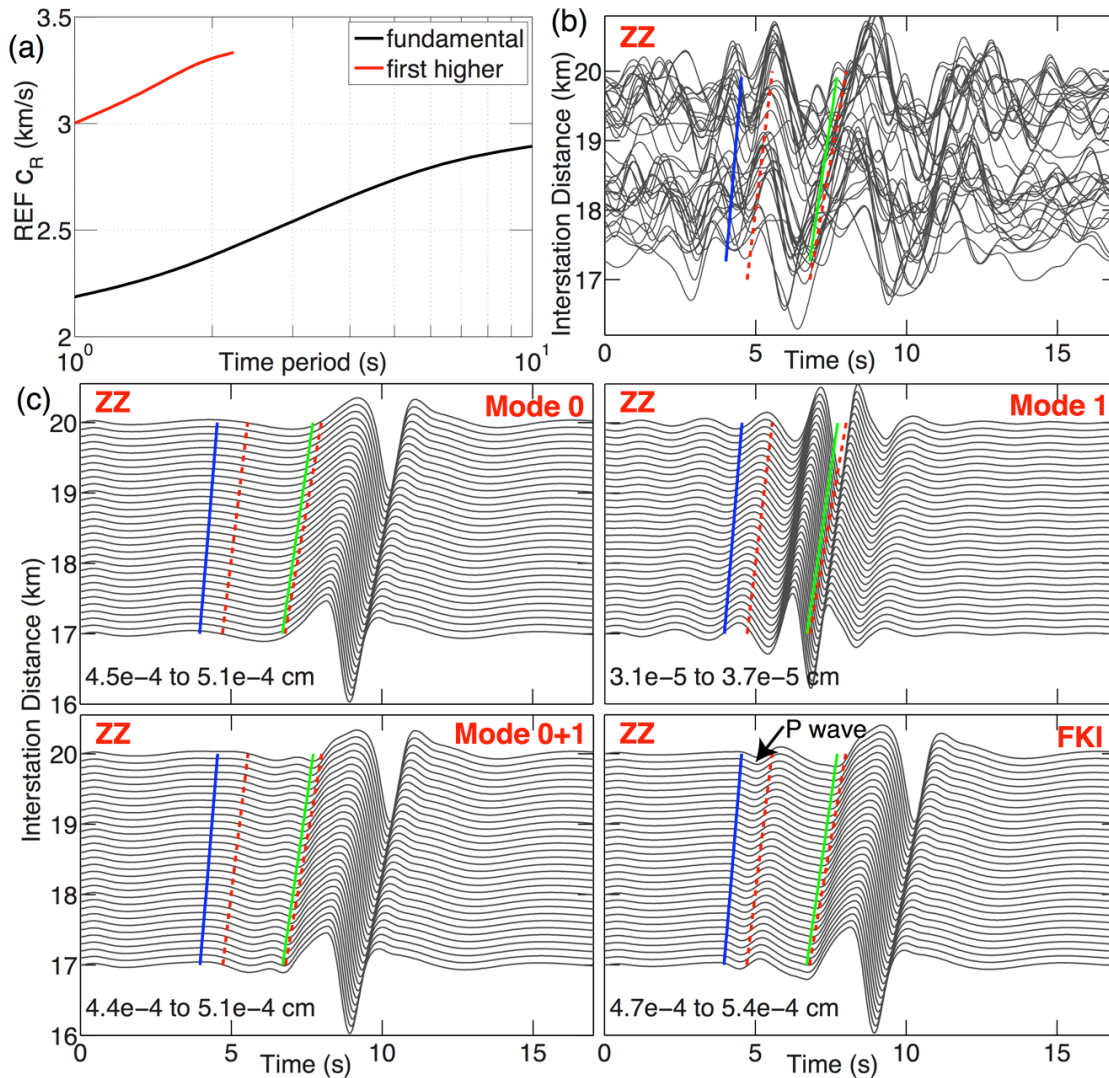 (a)
REF c_R (km/s)
3.5
3
2.5
2
10^0
Time period (s)
10^1
fundamental
first higher
(b)
ZZ
Interstation Distance (km)
20
19
18
17
0
5
10
15
Time (s)
(c)
Interstation Distance (km)
ZZ
Mode 0
20
19
18
17
16
4.5e−4 to 5.1e−4 cm
ZZ
Mode 1
3.1e−5 to 3.7e−5 cm
ZZ
Mode 0+1
20
19
18
17
16
4.4e−4 to 5.1e−4 cm
0
5
10
15
Time (s)
ZZ
P wave
FKI
4.7e−4 to 5.4e−4 cm
5
10
15
Time (s)